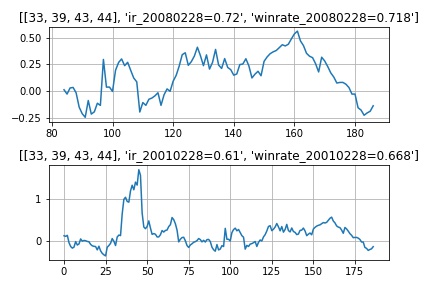 [[33, 39, 43, 44], 'ir_20080228=0.72', 'winrate_20080228=0.718']
0.50
0.25
0.00
−0.25
80 100 120 140 160 180
[[33, 39, 43, 44], 'ir_20010228=0.61', 'winrate_20010228=0.668']
1
0
0 25 50 75 100 125 150 175